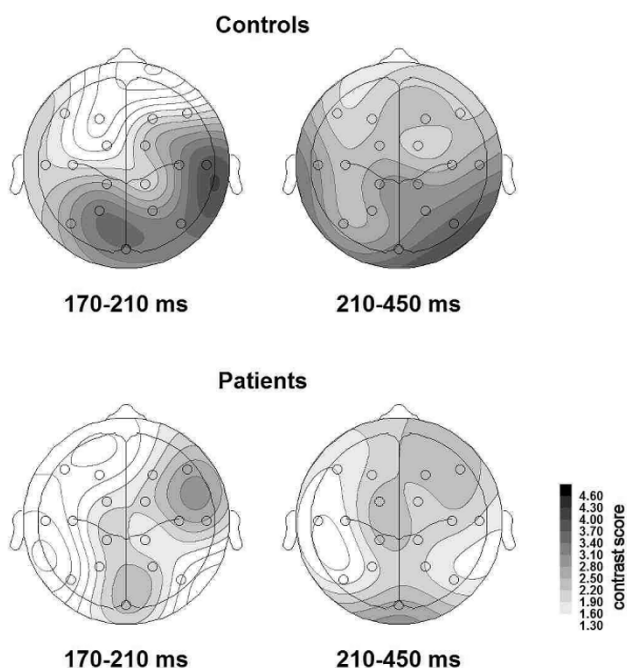 Controls
170-210 ms
210-450 ms
Patients
4.60
4.30
4.00
3.70
3.40
3.10
2.80
2.50
2.20
1.90
1.60
1.30
contrast score
170-210 ms
210-450 ms